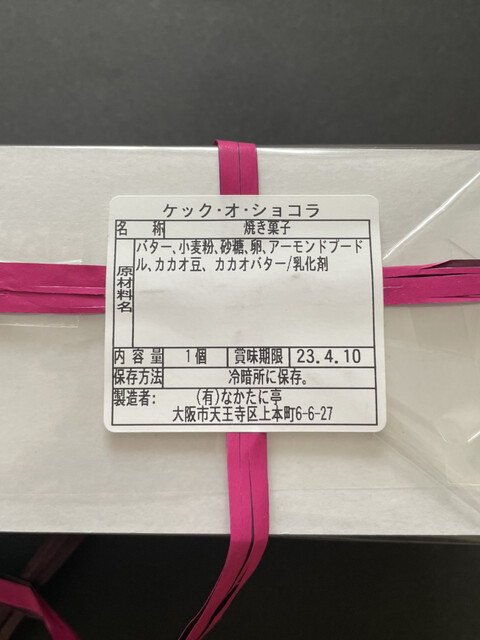 ケック・オ・ショコラ
名 称 焼き菓子
原材料名
バター、小麦粉、砂糖、卵、アーモンドプード
ル、カカオ豆、カカオバター/乳化剤
内容量 1個 賞味期限 23.4.10
保存方法 冷暗所に保存。
製造者: (有)なかたに亭
大阪市天王寺区上本町6-6-27